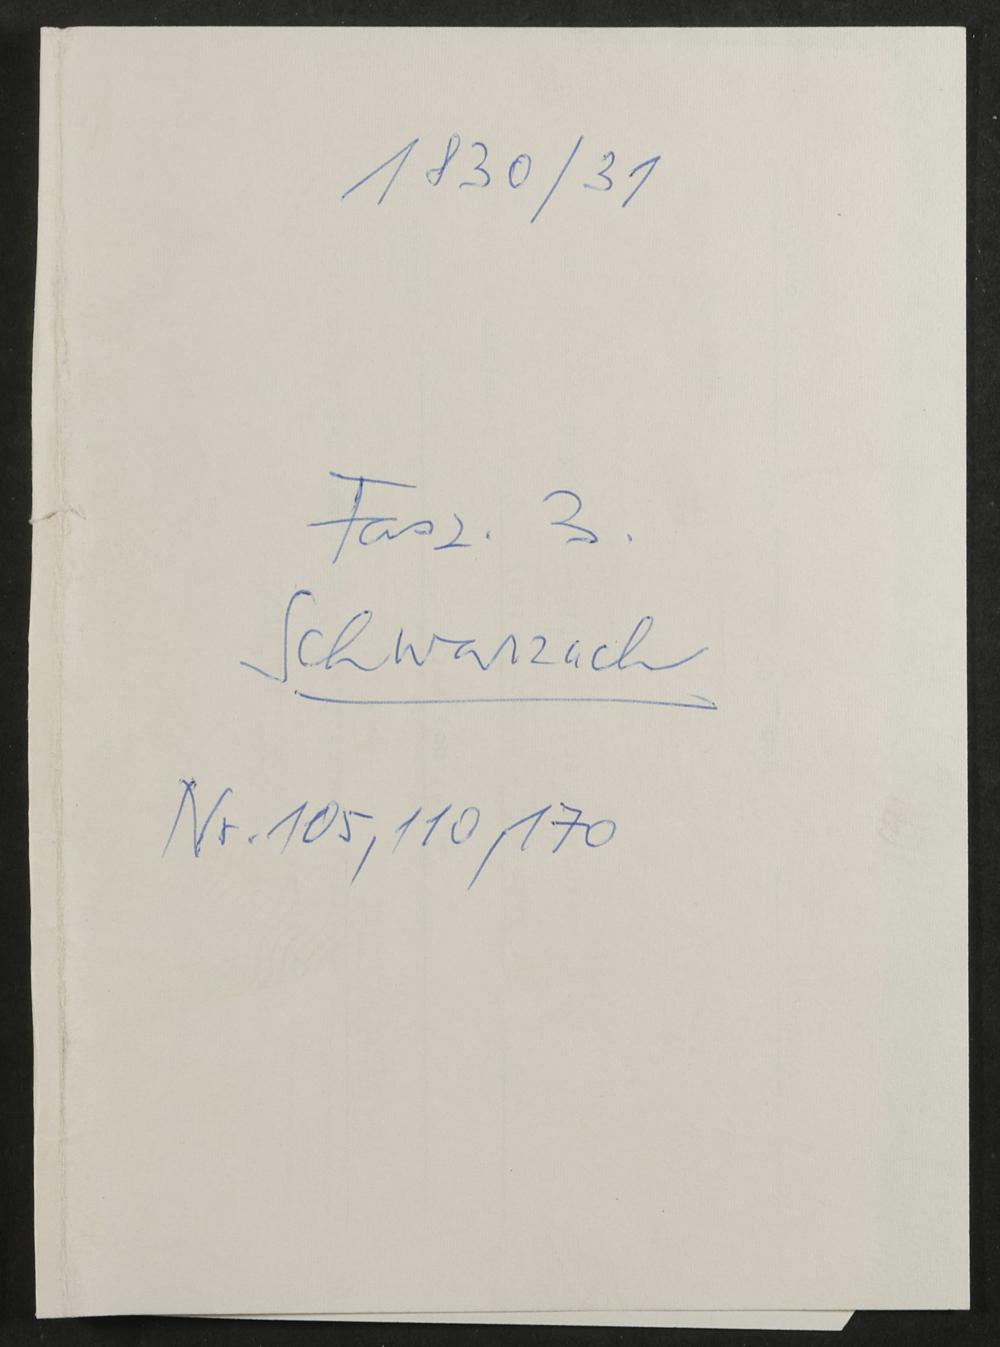 1830/31
Fasz. 3.
Schwarzach
Nr. 105, 110, 170